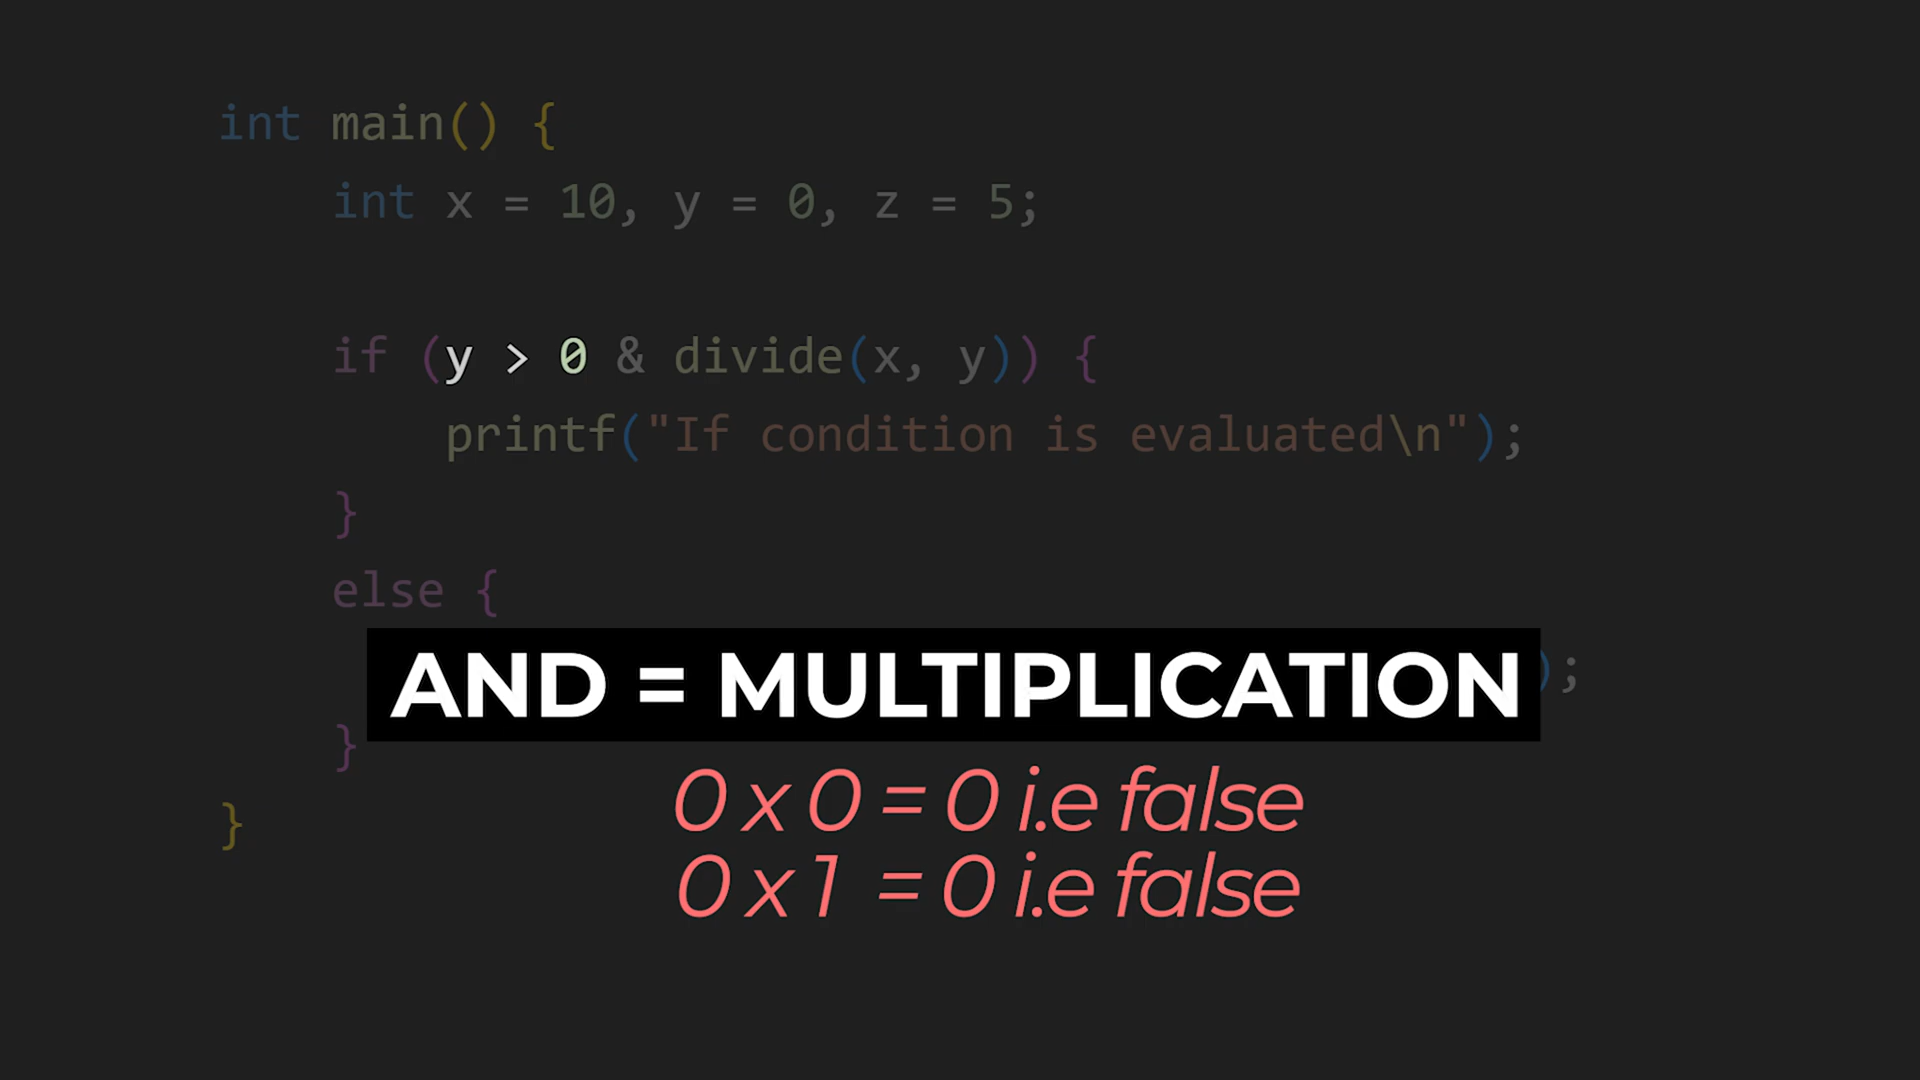 int main() {
int x = 10, y = 0, z = 5;
if (y > 0 & divide(x, y)) {
printf("If condition is evaluated\n");
}
else {
AND = MULTIPLICATION
);
}
0 x 0 = 0 i.e false
}
0 x 1 = 0 i.e false